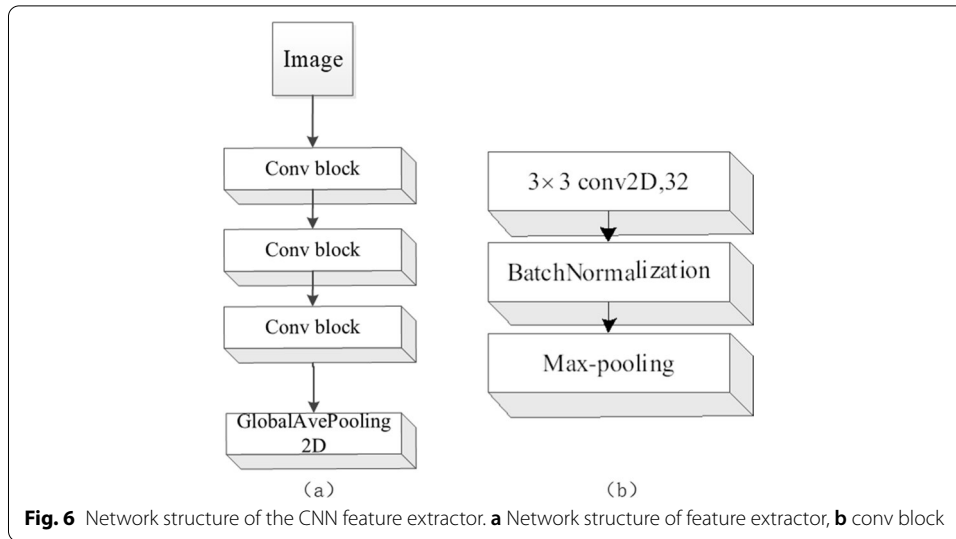 Image
Conv block
Conv block
Conv block
GlobalAvePooling
2D
(a)
3×3 conv2D,32
BatchNormalization
Max-pooling
(b)
Fig. 6 Network structure of the CNN feature extractor. a Network structure of feature extractor, b conv block